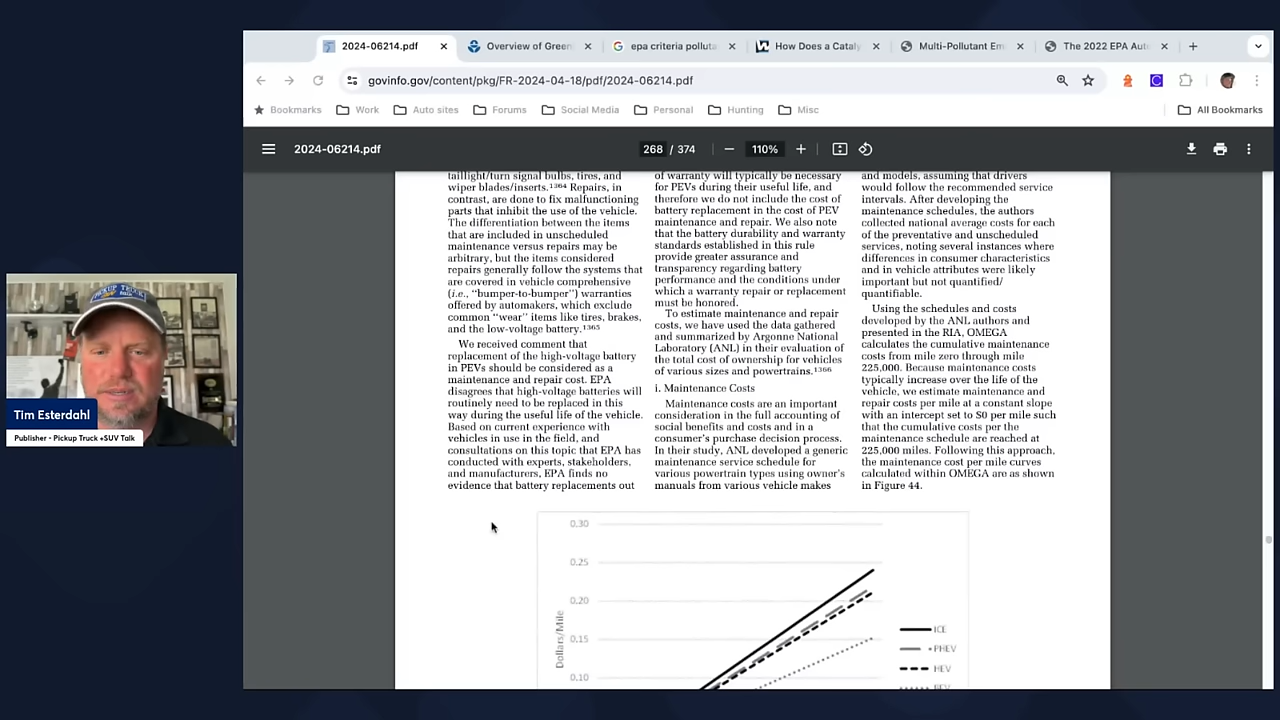 2024-06214.pdf
Overview of Green
epa criteria polluta
How Does a Cataly
Multi-Pollutant Em
The 2022 EPA Aut
govinfo.gov/content/pkg/FR-2024-04-18/pdf/2024-06214.pdf
Bookmarks
Work
Auto sites
Forums
Social Media
Personal
Hunting
Misc
All Bookmarks
2024-06214.pdf
268 / 374
110%
taillight/turn signal bulbs, tires, and
wiper blades/inserts.1364 Repairs, in
contrast, are done to fix malfunctioning
parts that inhibit the use of the vehicle.
The differentiation between the items
that are included in unscheduled
maintenance versus repairs may be
arbitrary, but the items considered
repairs generally follow the systems that
are covered in vehicle comprehensive
(i.e., “bumper-to-bumper”) warranties
offered by automakers, which exclude
common “wear” items like tires, brakes,
and the low-voltage battery.1365
We received comment that
replacement of the high-voltage battery
in PEVs should be considered as a
maintenance and repair cost. EPA
disagrees that high-voltage batteries will
routinely need to be replaced in this
way during the useful life of the vehicle.
Based on current experience with
vehicles in use in the field, and
consultations on this topic that EPA has
conducted with experts, stakeholders,
and manufacturers, EPA finds no
evidence that battery replacements out
of warranty will typically be necessary
for PEVs during their useful life, and
therefore we do not include the cost of
battery replacement in the cost of PEV
maintenance and repair. We also note
that the battery durability and warranty
standards established in this rule
provide greater assurance and
transparency regarding battery
performance and the conditions under
which a warranty repair or replacement
must be honored.
To estimate maintenance and repair
costs, we have used the data gathered
and summarized by Argonne National
Laboratory (ANL) in their evaluation of
the total cost of ownership for vehicles
of various sizes and powertrains.1366
i. Maintenance Costs
Maintenance costs are an important
consideration in the full accounting of
social benefits and costs and in a
consumer’s purchase decision process.
In their study, ANL developed a generic
maintenance service schedule for
various powertrain types using owner’s
manuals from various vehicle makes
and models, assuming that drivers
would follow the recommended service
intervals. After developing the
maintenance schedules, the authors
collected national average costs for each
of the preventative and unscheduled
services, noting several instances where
differences in consumer characteristics
and in vehicle attributes were likely
important but not quantified/
quantifiable.
Using the schedules and costs
developed by the ANL authors and
presented in the RIA, OMEGA
calculates the cumulative maintenance
costs from mile zero through mile
225,000. Because maintenance costs
typically increase over the life of the
vehicle, we estimate maintenance and
repair costs per mile at a constant slope
with an intercept set to $0 per mile such
that the cumulative costs per the
maintenance schedule are reached at
225,000 miles. Following this approach,
the maintenance cost per mile curves
calculated within OMEGA are as shown
in Figure 44.
0.30
0.25
0.20
0.15
0.10
Dollars/Mile
ICE
PHEV
HEV
PICKUP TRUCK
Tim Esterdahl
Publisher - Pickup Truck +SUV Talk